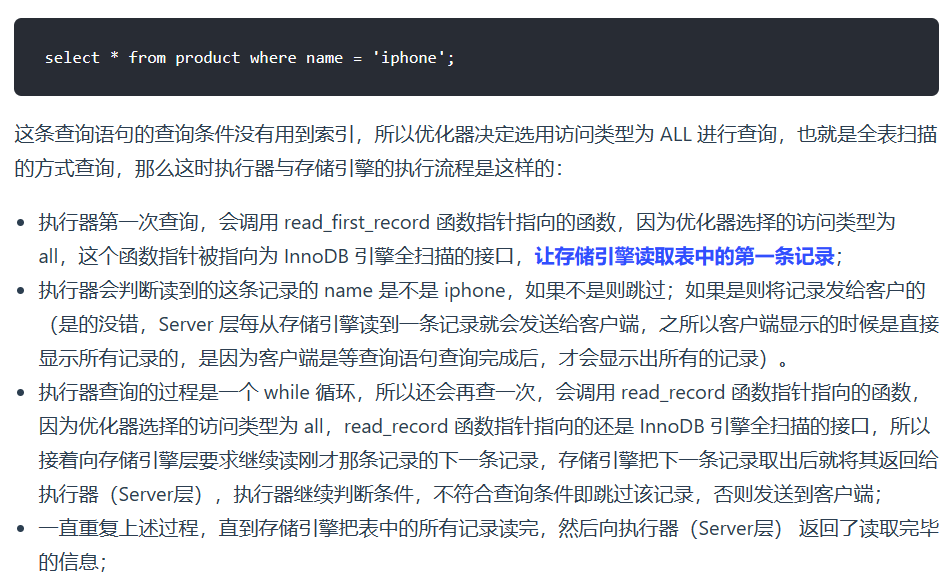 select * from product where name = 'iphone';
这条查询语句的查询条件没有用到索引，所以优化器决定选用访问类型为 ALL 进行查询，也就是全表扫描
的方式查询，那么这时执行器与存储引擎的执行流程是这样的：
执行器第一次查询，会调用 read_first_record 函数指针指向的函数，因为优化器选择的访问类型为
all，这个函数指针被指向为 InnoDB 引擎全扫描的接口，让存储引擎读取表中的第一条记录；
执行器会判断读到的这条记录的 name 是不是 iphone，如果不是则跳过；如果是则将记录发给客户的
（是的没错，Server 层每从存储引擎读到一条记录就会发送给客户端，之所以客户端显示的时候是直接
显示所有记录的，是因为客户端是等查询语句查询完成后，才会显示出所有的记录）。
执行器查询的过程是一个 while 循环，所以还会再查一次，会调用 read_record 函数指针指向的函数，
因为优化器选择的访问类型为 all，read_record 函数指针指向的还是 InnoDB 引擎全扫描的接口，所以
接着向存储引擎层要求继续读刚才那条记录的下一条记录，存储引擎把下一条记录取出后就将其返回给
执行器（Server层），执行器继续判断条件，不符合查询条件即跳过该记录，否则发送到客户端；
一直重复上述过程，直到存储引擎把表中的所有记录读完，然后向执行器（Server层） 返回了读取完毕
的信息；